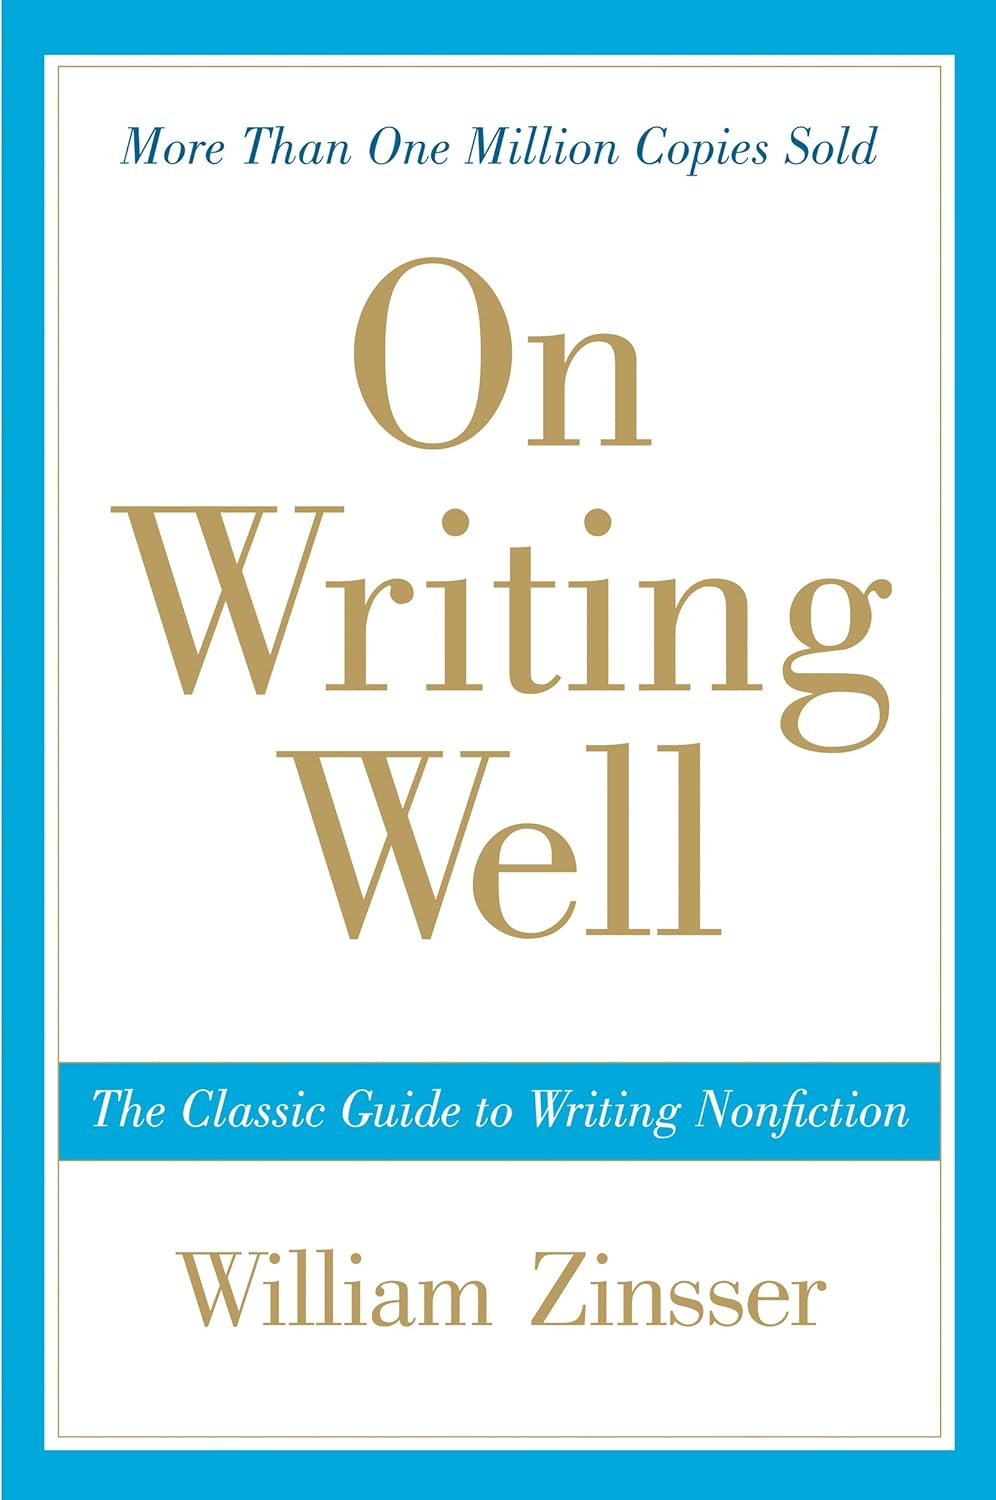 More Than One Million Copies Sold
On
Writing
Well
The Classic Guide to Writing Nonfiction
William Zinsser